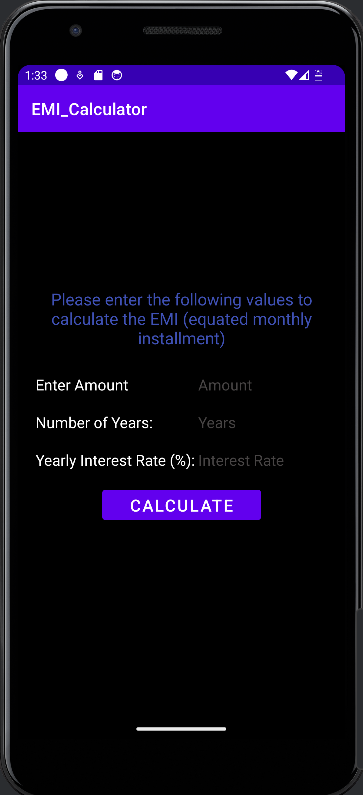 1:33
EMI_Calculator
Please enter the following values to
calculate the EMI (equated monthly
installment)
Enter Amount Amount
Number of Years: Years
Yearly Interest Rate (%): Interest Rate
CALCULATE